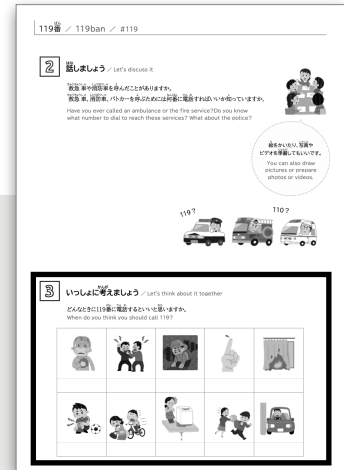 119番 / 119ban / #119
2 話しましょう / Let's discuss it
救急車や消防車を呼んだことがありますか。
救急車、消防車、パトカーを呼ぶためには何番に電話すればいいか知っていますか。
Have you ever called an ambulance or the fire service?Do you know
what number to dial to reach these services? What about the police?
絵をかいたり、写真や
ビデオを準備してもいいです。
You can also draw
pictures or prepare
photos or videos.
119?
110?
3 いっしょに考えましょう / Let's think about it together
どんなときに119番に電話するといいと思いますか。
When do you think you should call 119?